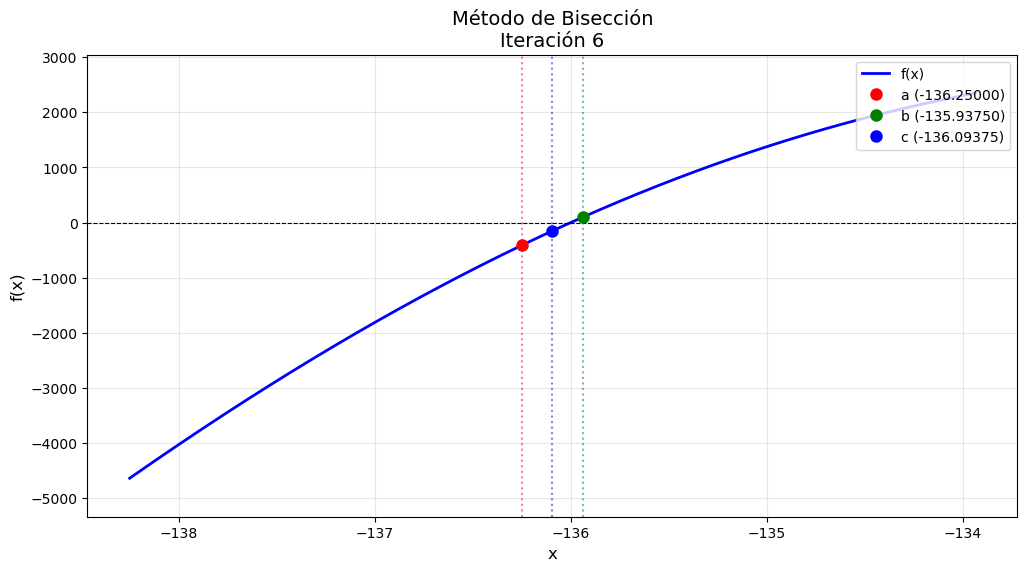 Método de Bisección
Iteración 6
f(x)
a (-136.25000)
b (-135.93750)
c (-136.09375)
3000
2000
1000
0
−1000
−2000
−3000
−4000
−5000
f(x)
−138
−137
−136
−135
−134
x